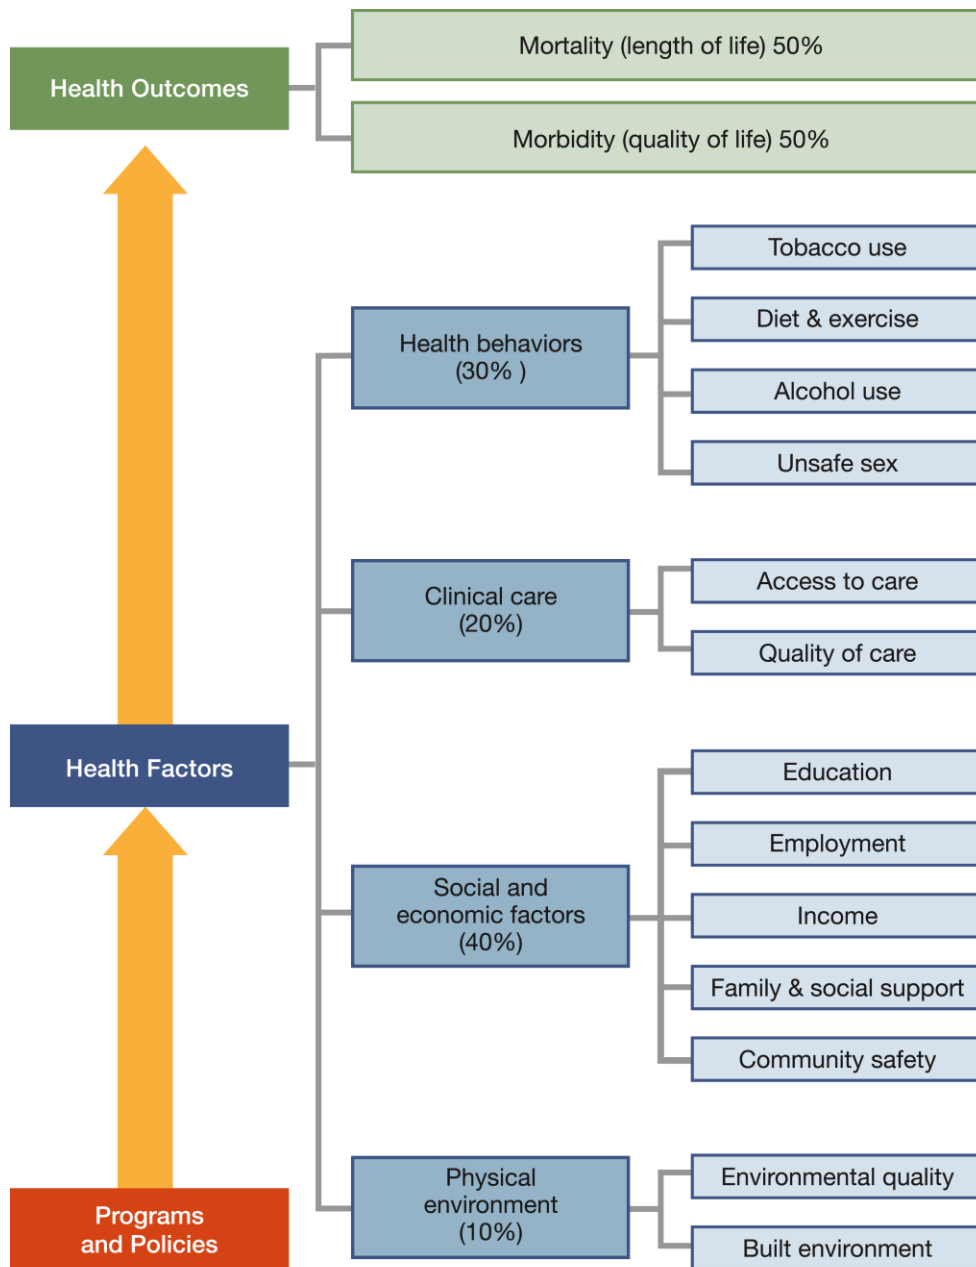 Health Outcomes
Mortality (length of life) 50%
Morbidity (quality of life) 50%
Health Factors
Health behaviors
(30% )
Tobacco use
Diet & exercise
Alcohol use
Unsafe sex
Clinical care
(20%)
Access to care
Quality of care
Social and
economic factors
(40%)
Education
Employment
Income
Family & social support
Community safety
Physical
environment
(10%)
Environmental quality
Built environment
Programs
and Policies